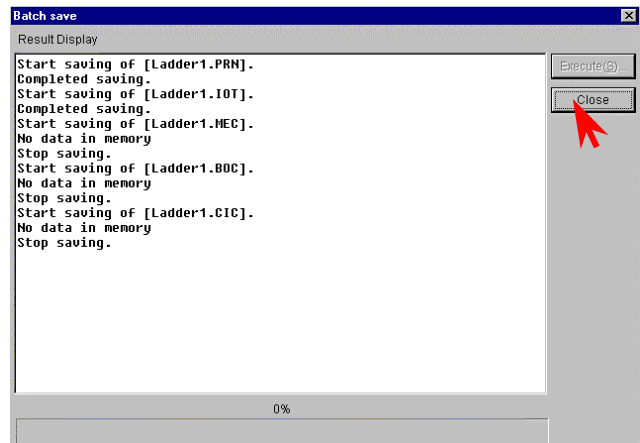 Batch save
Result Display
Start saving of [Ladder1.PRN].
Completed saving.
Start saving of [Ladder1.IOT].
Completed saving.
Start saving of [Ladder1.MEC].
No data in memory
Stop saving.
Start saving of [Ladder1.BOC].
No data in memory
Stop saving.
Start saving of [Ladder1.CIC].
No data in memory
Stop saving.
Execute(S)...
Close
0%